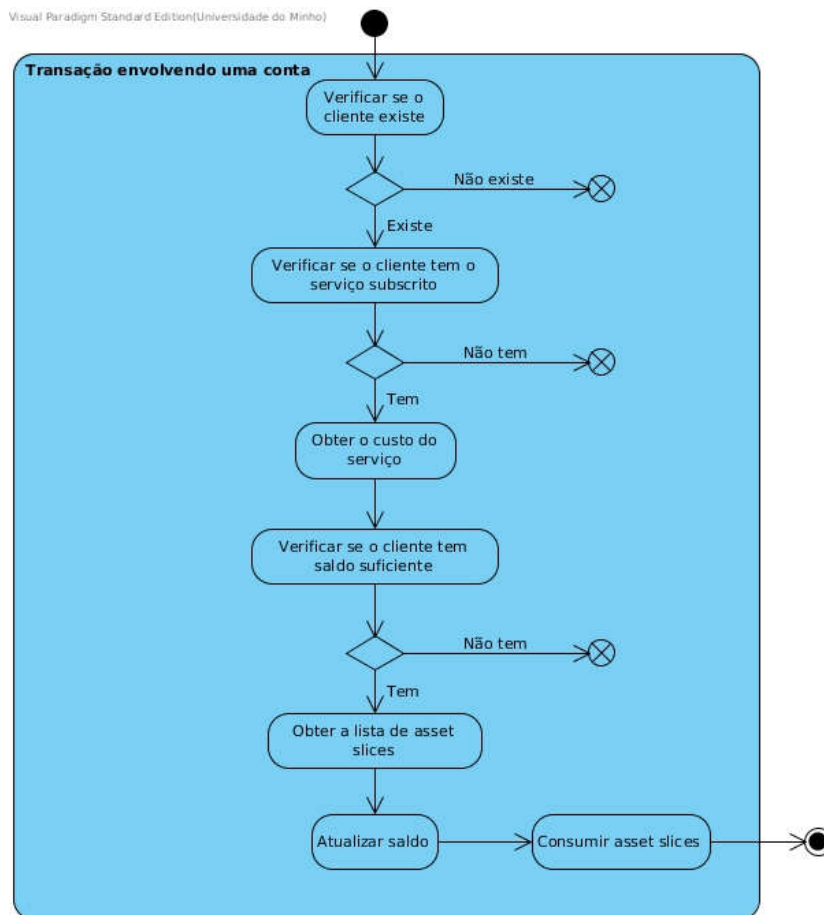 Visual Paradigm Standard Edition(Universidade do Minho)
Transação envolvendo uma conta
Verificar se o
cliente existe
Não existe
Existe
Verificar se o cliente tem o
serviço subscrito
Não tem
Tem
Obter o custo do
serviço
Verificar se o cliente tem
saldo suficiente
Não tem
Tem
Obter a lista de asset
slices
Atualizar saldo
Consumir asset slices